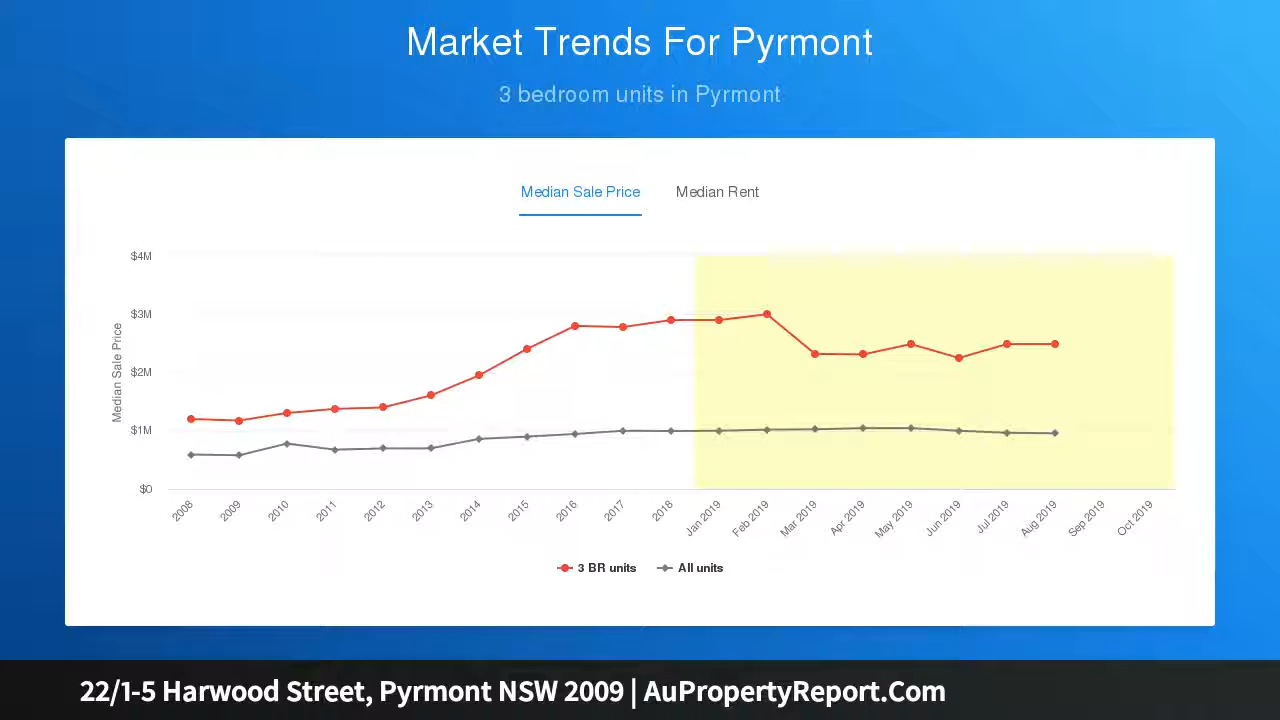 Market Trends For Pyrmont
3 bedroom units in Pyrmont
Median Sale Price Median Rent
Median Sale Price
$4M
$3M
$2M
$1M
$0
2008 2009 2010 2011 2012 2013 2014 2015 2016 2017 2018 Jan 2019 Feb 2019 Mar 2019 Apr 2019 May 2019 Jun 2019 Jul 2019 Aug 2019 Sep 2019 Oct 2019
3 BR units All units
22/1-5 Harwood Street, Pyrmont NSW 2009 | AuPropertyReport.Com